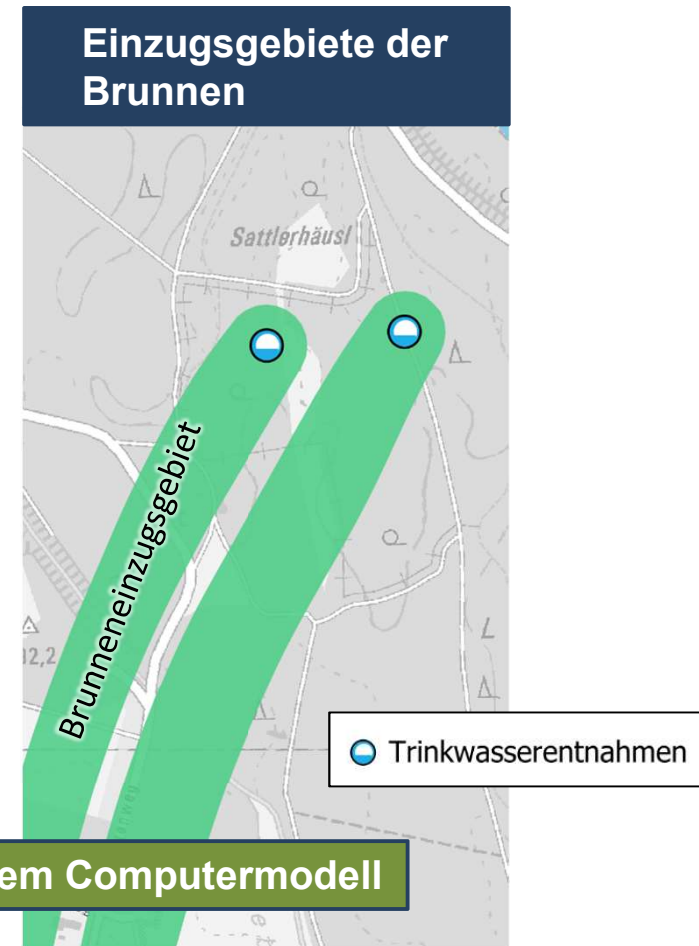 Einzugsgebiete der
Brunnen
Sattlerhäusl
Brunneneinzugsgebiet
L
Trinkwasserentnahmen
em Computermodell